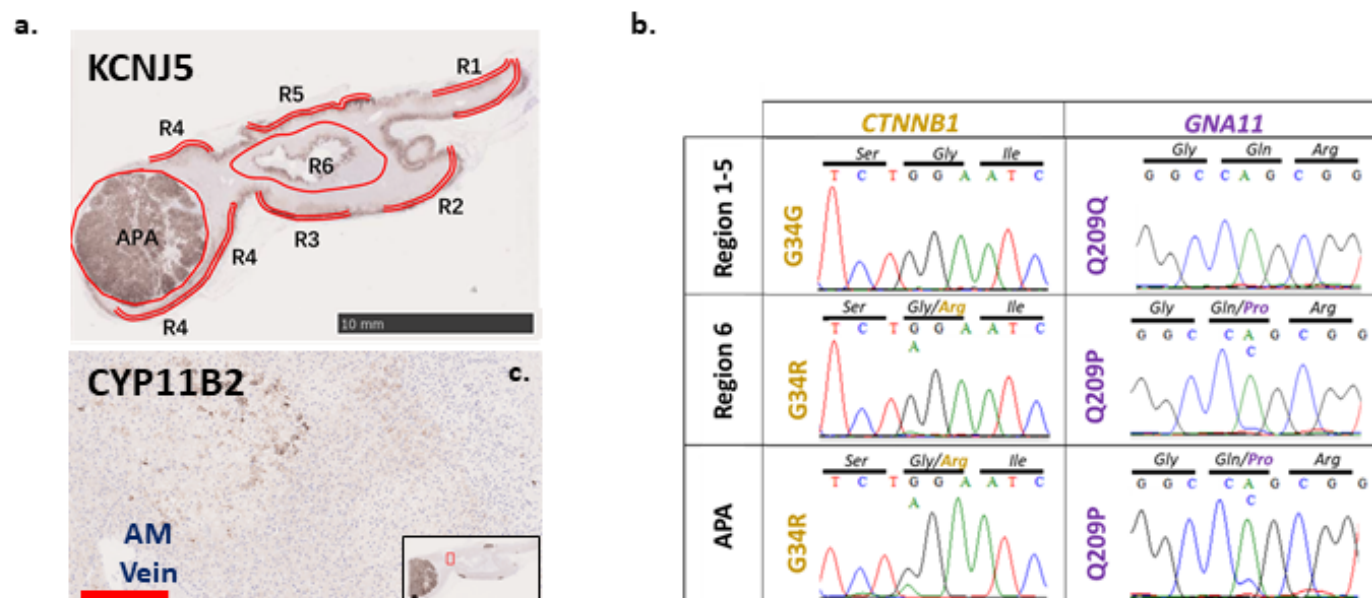 a.
KCNJ5
R1
R5
R4
R6
APA
R4
R3
R2
R4
10 mm
CYP11B2
c.
AM
Vein
b.
CTNNB1
GNA11
Region 1-5
G34G
Ser Gly Ile
T C T G G A A T C
Q209Q
Gly Gln Arg
G G C C A G C G G
Region 6
G34R
Ser Gly/Arg Ile
T C T G G A A T C
A
Q209P
Gly Gln/Pro Arg
G G C C A G C G G
C
APA
G34R
Ser Gly/Arg Ile
T C T G G A A T C
A
Q209P
Gly Gln/Pro Arg
G G C C A G C G G
C